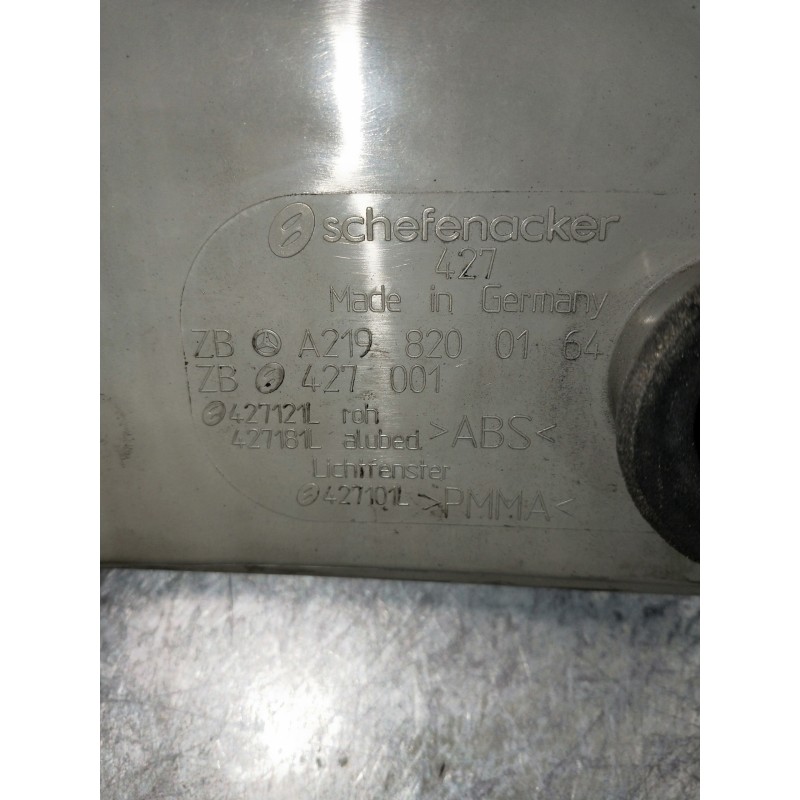 schefenacker
427
Made in Germany
ZB A219 820 01 64
ZB 427 001
427121L roh
427181L alubed. >ABS<
Lichtfenster
427101L >PMMA<